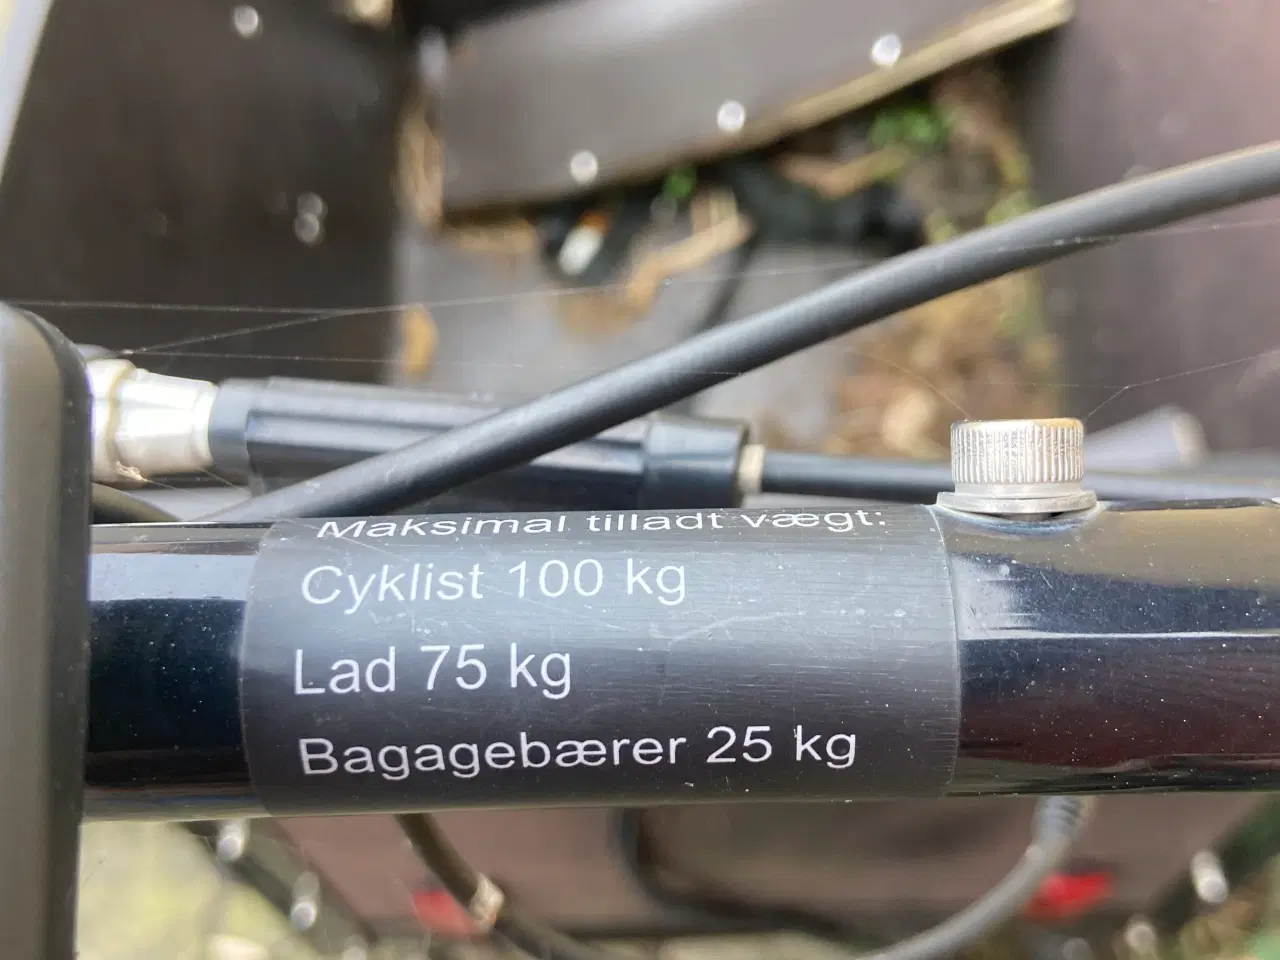 Maksimal tilladt vægt:
Cyklist 100 kg
Lad 75 kg
Bagagebærer 25 kg